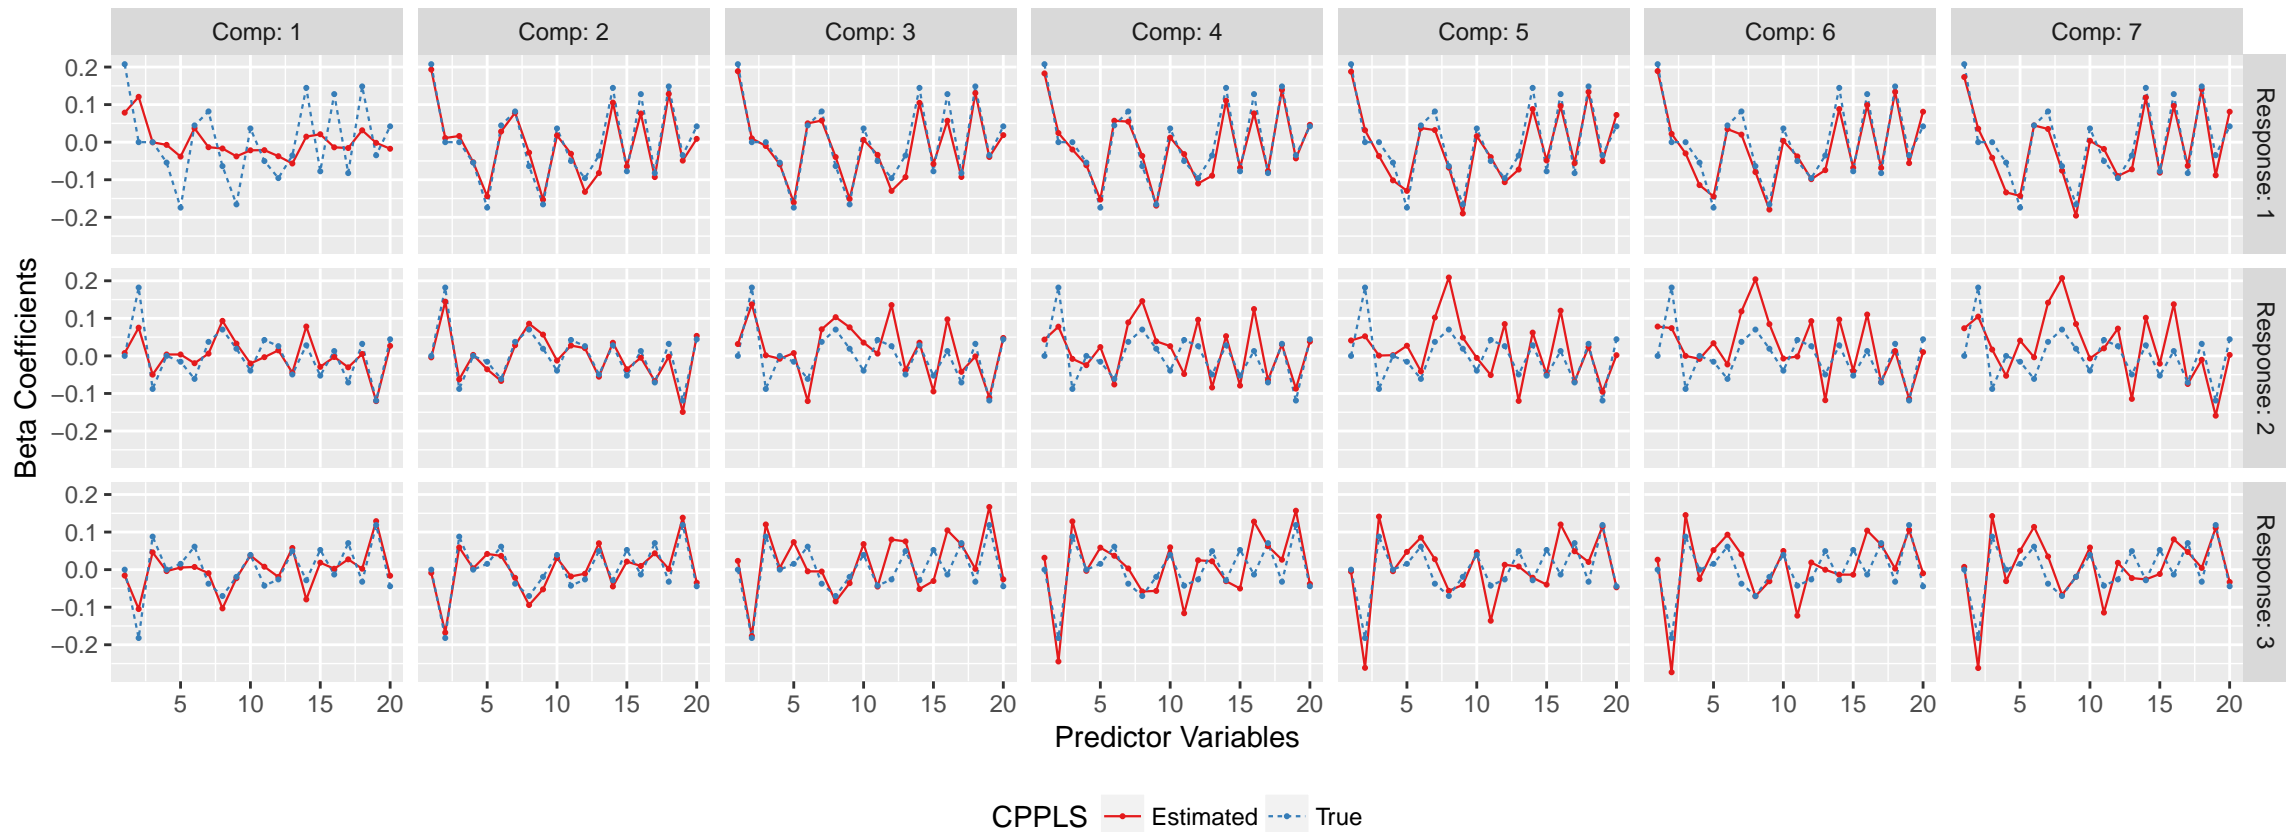 Comp: 1 Comp: 2 Comp: 3 Comp: 4 Comp: 5 Comp: 6 Comp: 7
0.2
0.1
0.0
−0.1
−0.2
Response: 1
0.2
0.1
0.0
−0.1
−0.2
Response: 2
0.2
0.1
0.0
−0.1
−0.2
Response: 3
Beta Coefficients
5 10 15 20 5 10 15 20 5 10 15 20 5 10 15 20 5 10 15 20 5 10 15 20 5 10 15 20
Predictor Variables
CPPLS Estimated True